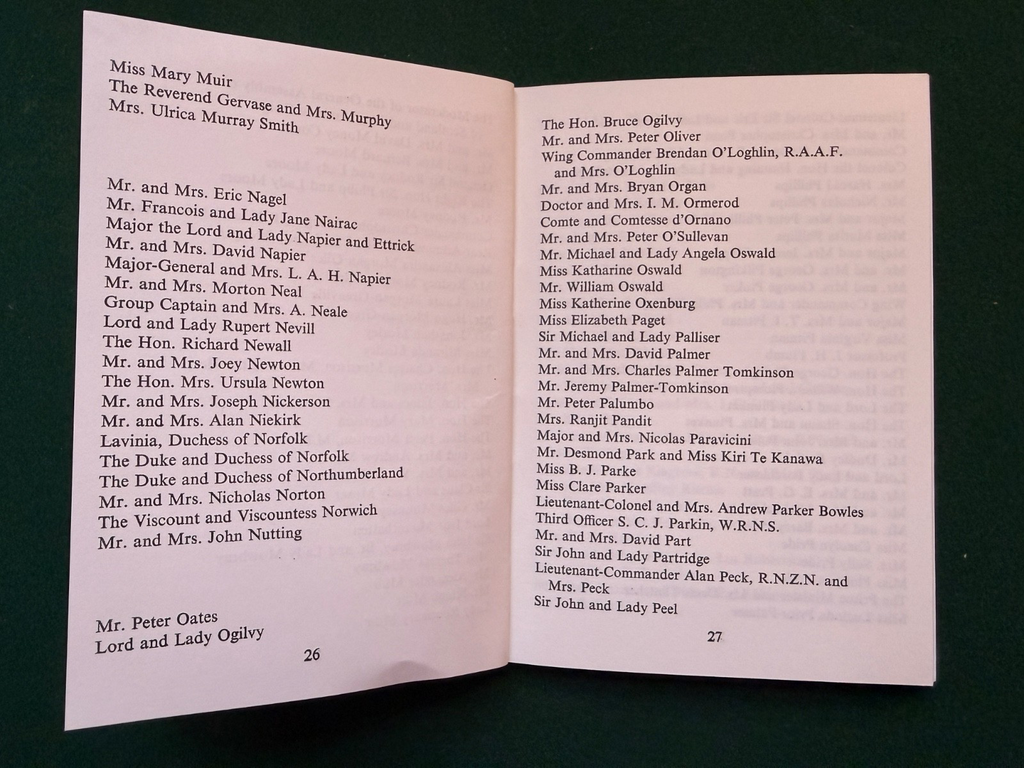 Miss Mary Muir
The Reverend Gervase and Mrs. Murphy
Mrs. Ulrica Murray Smith
Mr. and Mrs. Eric Nagel
Mr. Francois and Lady Jane Nairac
Major the Lord and Lady Napier and Ettrick
Mr. and Mrs. David Napier
Major-General and Mrs. L. A. H. Napier
Mr. and Mrs. Morton Neal
Group Captain and Mrs. A. Neale
Lord and Lady Rupert Nevill
The Hon. Richard Newall
Mr. and Mrs. Joey Newton
The Hon. Mrs. Ursula Newton
Mr. and Mrs. Joseph Nickerson
Mr. and Mrs. Alan Niekirk
Lavinia, Duchess of Norfolk
The Duke and Duchess of Norfolk
The Duke and Duchess of Northumberland
Mr. and Mrs. Nicholas Norton
The Viscount and Viscountess Norwich
Mr. and Mrs. John Nutting
Mr. Peter Oates
Lord and Lady Ogilvy
26
The Hon. Bruce Ogilvy
Mr. and Mrs. Peter Oliver
Wing Commander Brendan O'Loghlin, R.A.A.F.
and Mrs. O'Loghlin
Mr. and Mrs. Bryan Organ
Doctor and Mrs. I. M. Ormerod
Comte and Comtesse d'Ornano
Mr. and Mrs. Peter O'Sullevan
Mr. Michael and Lady Angela Oswald
Miss Katharine Oswald
Mr. William Oswald
Miss Katherine Oxenburg
Miss Elizabeth Paget
Sir Michael and Lady Palliser
Mr. and Mrs. David Palmer
Mr. and Mrs. Charles Palmer Tomkinson
Mr. Jeremy Palmer-Tomkinson
Mr. Peter Palumbo
Mrs. Ranjit Pandit
Major and Mrs. Nicolas Paravicini
Mr. Desmond Park and Miss Kiri Te Kanawa
Miss B. J. Parke
Miss Clare Parker
Lieutenant-Colonel and Mrs. Andrew Parker Bowles
Third Officer S. C. J. Parkin, W.R.N.S.
Mr. and Mrs. David Part
Sir John and Lady Partridge
Lieutenant-Commander Alan Peck, R.N.Z.N. and
Mrs. Peck
Sir John and Lady Peel
27